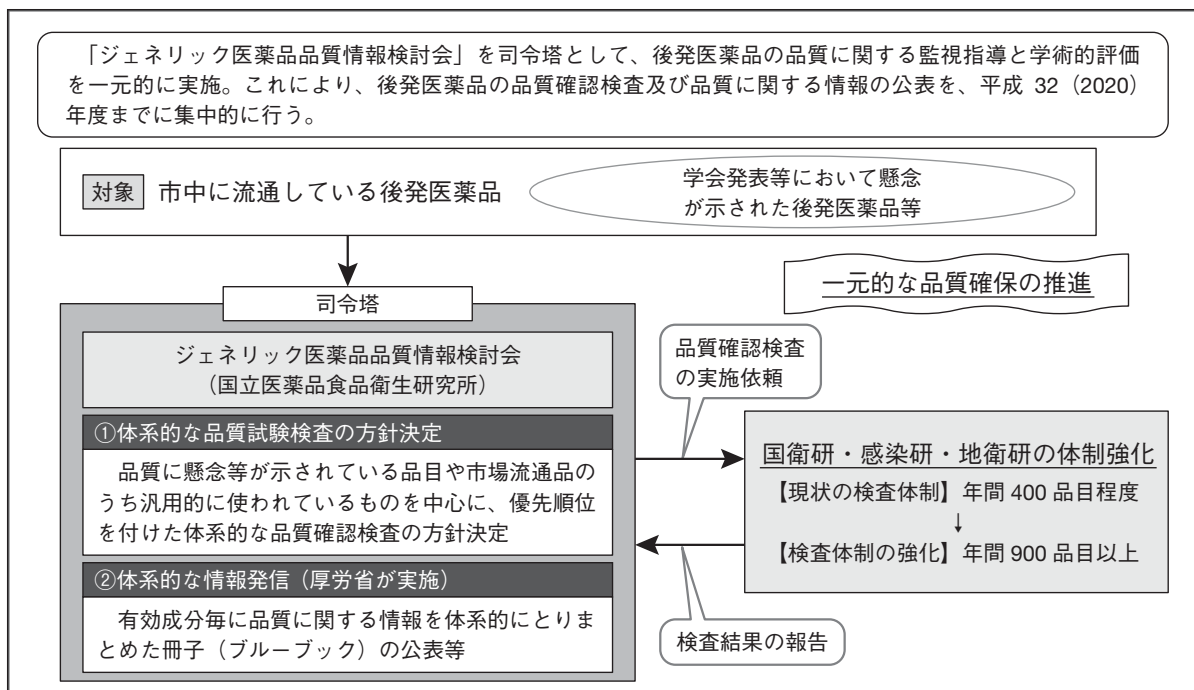 「ジェネリック医薬品品質情報検討会」を司令塔として、後発医薬品の品質に関する監視指導と学術的評価
を一元的に実施。これにより、後発医薬品の品質確認検査及び品質に関する情報の公表を、平成 32（2020）
年度までに集中的に行う。
対象 市中に流通している後発医薬品
学会発表等において懸念
が示された後発医薬品等
一元的な品質確保の推進
司令塔
ジェネリック医薬品品質情報検討会
（国立医薬品食品衛生研究所）
①体系的な品質試験検査の方針決定
品質に懸念等が示されている品目や市場流通品の
うち汎用的に使われているものを中心に、優先順位
を付けた体系的な品質確認検査の方針決定
②体系的な情報発信（厚労省が実施）
有効成分毎に品質に関する情報を体系的にとりま
とめた冊子（ブルーブック）の公表等
品質確認検査
の実施依頼
国衛研・感染研・地衛研の体制強化
【現状の検査体制】年間 400 品目程度
↓
【検査体制の強化】年間 900 品目以上
検査結果の報告